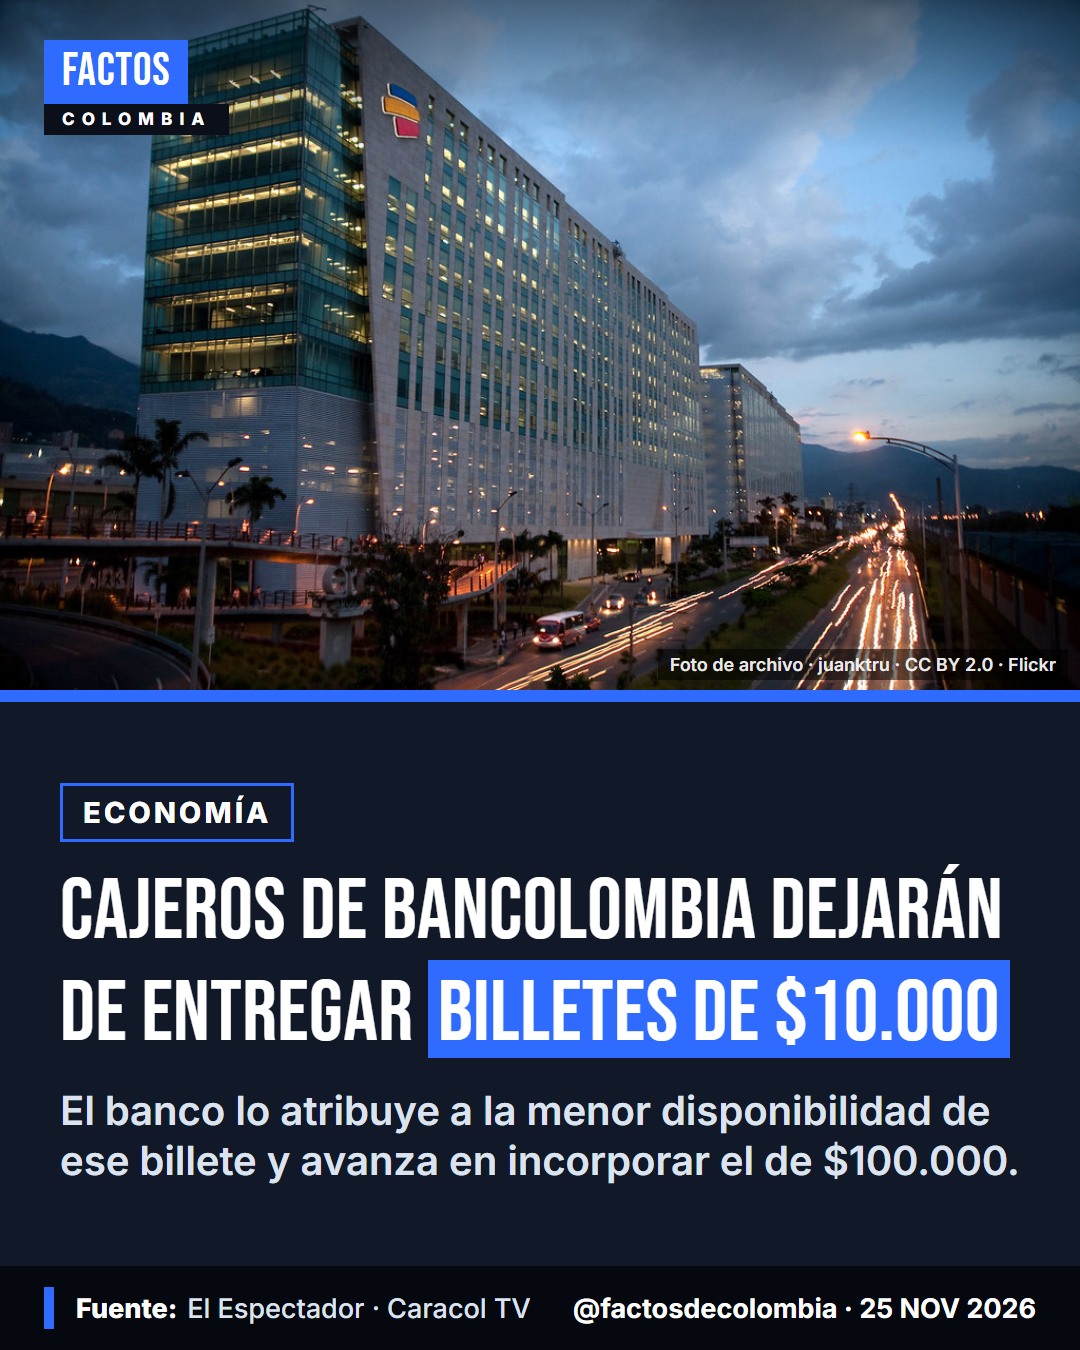 FACTOS
COLOMBIA
Foto de archivo · juanktru · CC BY 2.0 · Flickr
ECONOMÍA
CAJEROS DE BANCOLOMBIA DEJARÁN
DE ENTREGAR BILLETES DE $10.000
El banco lo atribuye a la menor disponibilidad de
ese billete y avanza en incorporar el de $100.000.
Fuente: El Espectador · Caracol TV @factosdecolombia · 25 NOV 2026